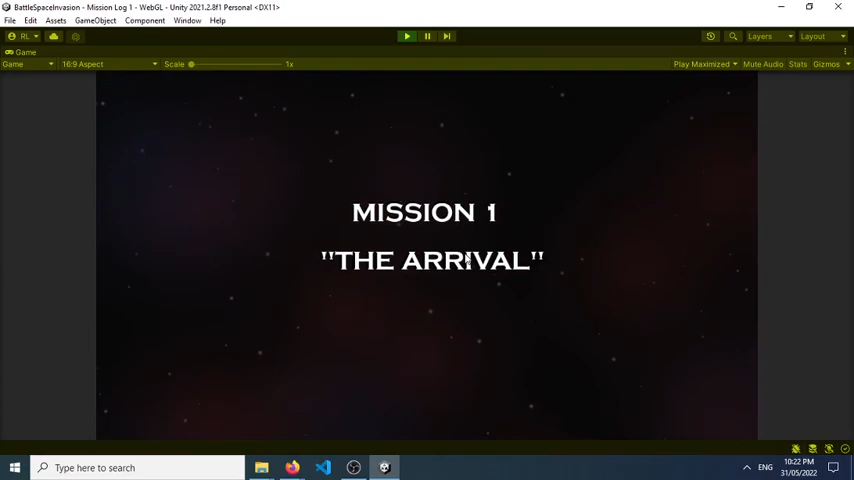 BattleSpaceInvasion - Mission Log 1 - WebGL - Unity 2021.2.8f1 Personal <DX11>
File Edit Assets GameObject Component Window Help
RL Layers Layout
Game
Game 16:9 Aspect Scale 1x Play Maximized Mute Audio Stats Gizmos
MISSION 1
"THE ARRIVAL"
Type here to search ENG 10:22 PM
31/05/2022